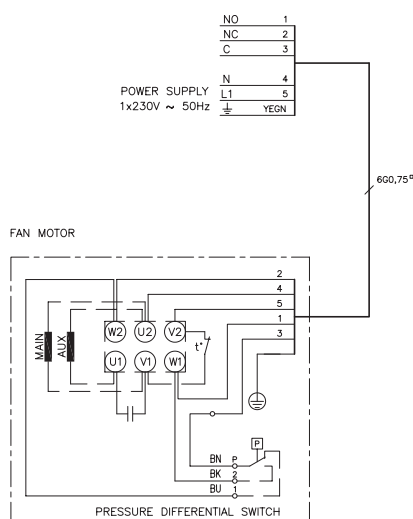 NO 1
NC 2
C 3
N 4
POWER SUPPLY L1 5
1x230V ~ 50Hz YEGN
6G0,75¤
FAN MOTOR
2
4
5
1
3
W2 U2 V2
t°
MAIN
AUX
U1 V1 W1
P
BN P
BK 2
BU 1
PRESSURE DIFFERENTIAL SWITCH